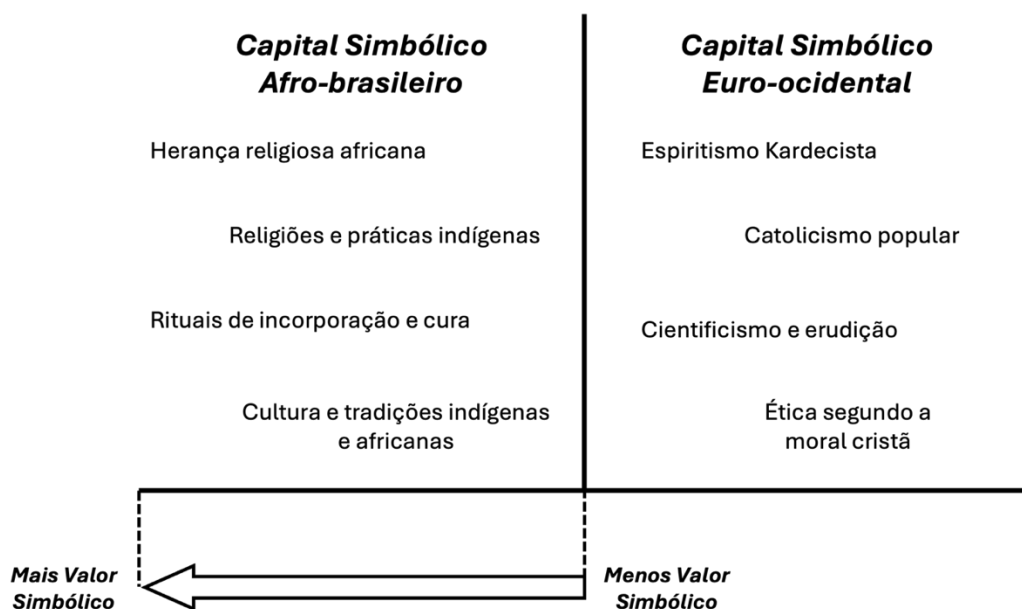 Capital Simbólico
Afro-brasileiro
Herança religiosa africana
Religiões e práticas indígenas
Rituais de incorporação e cura
Cultura e tradições indígenas
e africanas
Capital Simbólico
Euro-ocidental
Espiritismo Kardecista
Catolicismo popular
Cientificismo e erudição
Ética segundo a
moral cristã
Mais Valor
Simbólico
Menos Valor
Simbólico